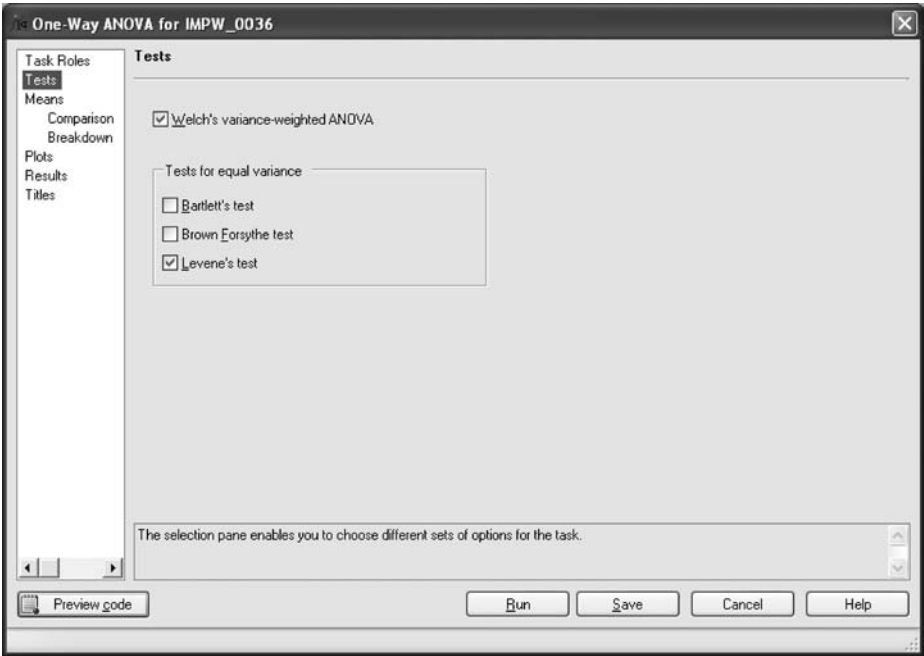 One-Way ANOVA for IMPW_0036
Task Roles
Tests
Means
Comparison
Breakdown
Plots
Results
Titles
Tests
Welch's variance-weighted ANOVA
Tests for equal variance
Bartlett's test
Brown Forsythe test
Levene's test
The selection pane enables you to choose different sets of options for the task.
Preview code
Run
Save
Cancel
Help